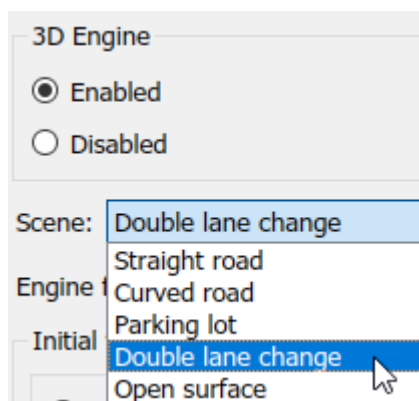 3D Engine
Enabled
Disabled
Scene: Double lane change
Straight road
Engine
Curved road
Parking lot
Initial
Double lane change
Open surface